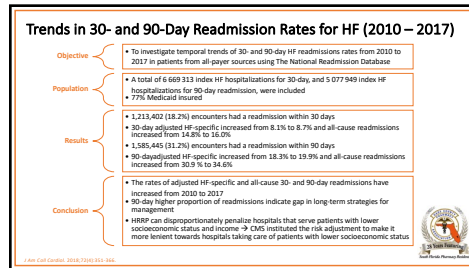 Trends in 30- and 90-Day Readmission Rates for HF (2010 – 2017)
Objective
• To investigate temporal trends of 30- and 90-day HF readmissions rates from 2010 to
2017 in patients from all-payer sources using The National Readmission Database
Population
• A total of 6 669 313 index HF hospitalizations for 30-day, and 5 077 949 index HF
hospitalizations for 90-day readmission, were included
• 77% Medicaid insured
Results
• 1,213,402 (18.2%) encounters had a readmission within 30 days
• 30-day adjusted HF-specific increased from 8.1% to 8.7% and all-cause readmissions
increased from 14.8% to 16.0%
• 1,585,445 (31.2%) encounters had a readmission within 90 days
• 90-dayadjusted HF-specific increased from 18.3% to 19.9% and all-cause readmissions
increased from 30.9 % to 34.6%
Conclusion
• The rates of adjusted HF-specific and all-cause 30- and 90-day readmissions have
increased from 2010 to 2017
• 90-day higher proportion of readmissions indicate gap in long-term strategies for
management
• HRRP can disproportionately penalize hospitals that serve patients with lower
socioeconomic status and income → CMS instituted the risk adjustment to make it
more lenient towards hospitals taking care of patients with lower socioeconomic status
J Am Coll Cardiol.